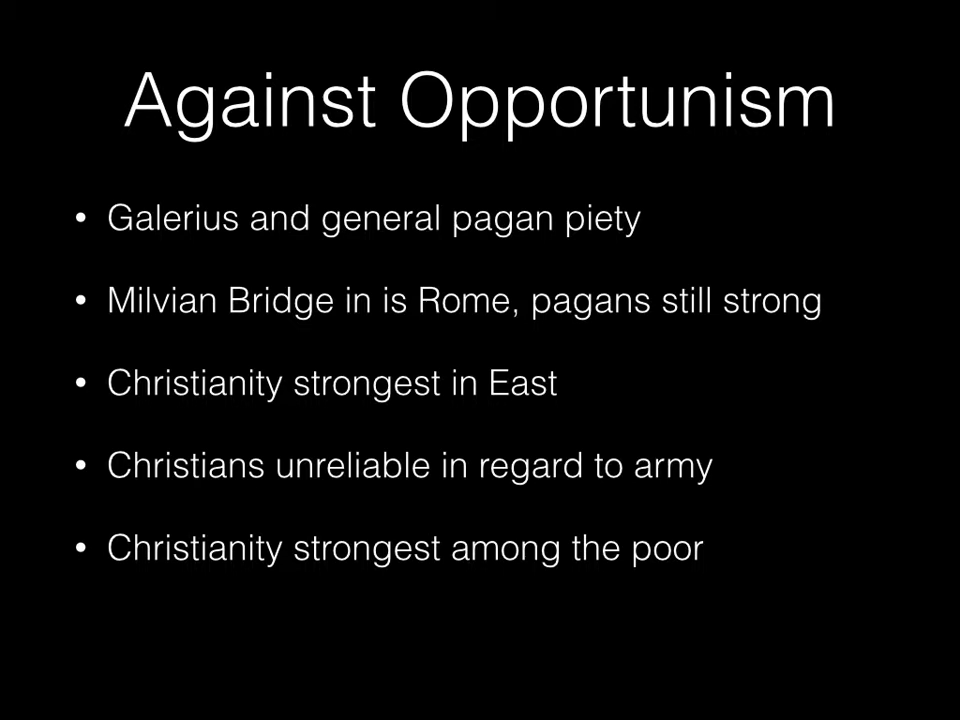 Against Opportunism
• Galerius and general pagan piety
• Milvian Bridge in is Rome, pagans still strong
• Christianity strongest in East
• Christians unreliable in regard to army
• Christianity strongest among the poor